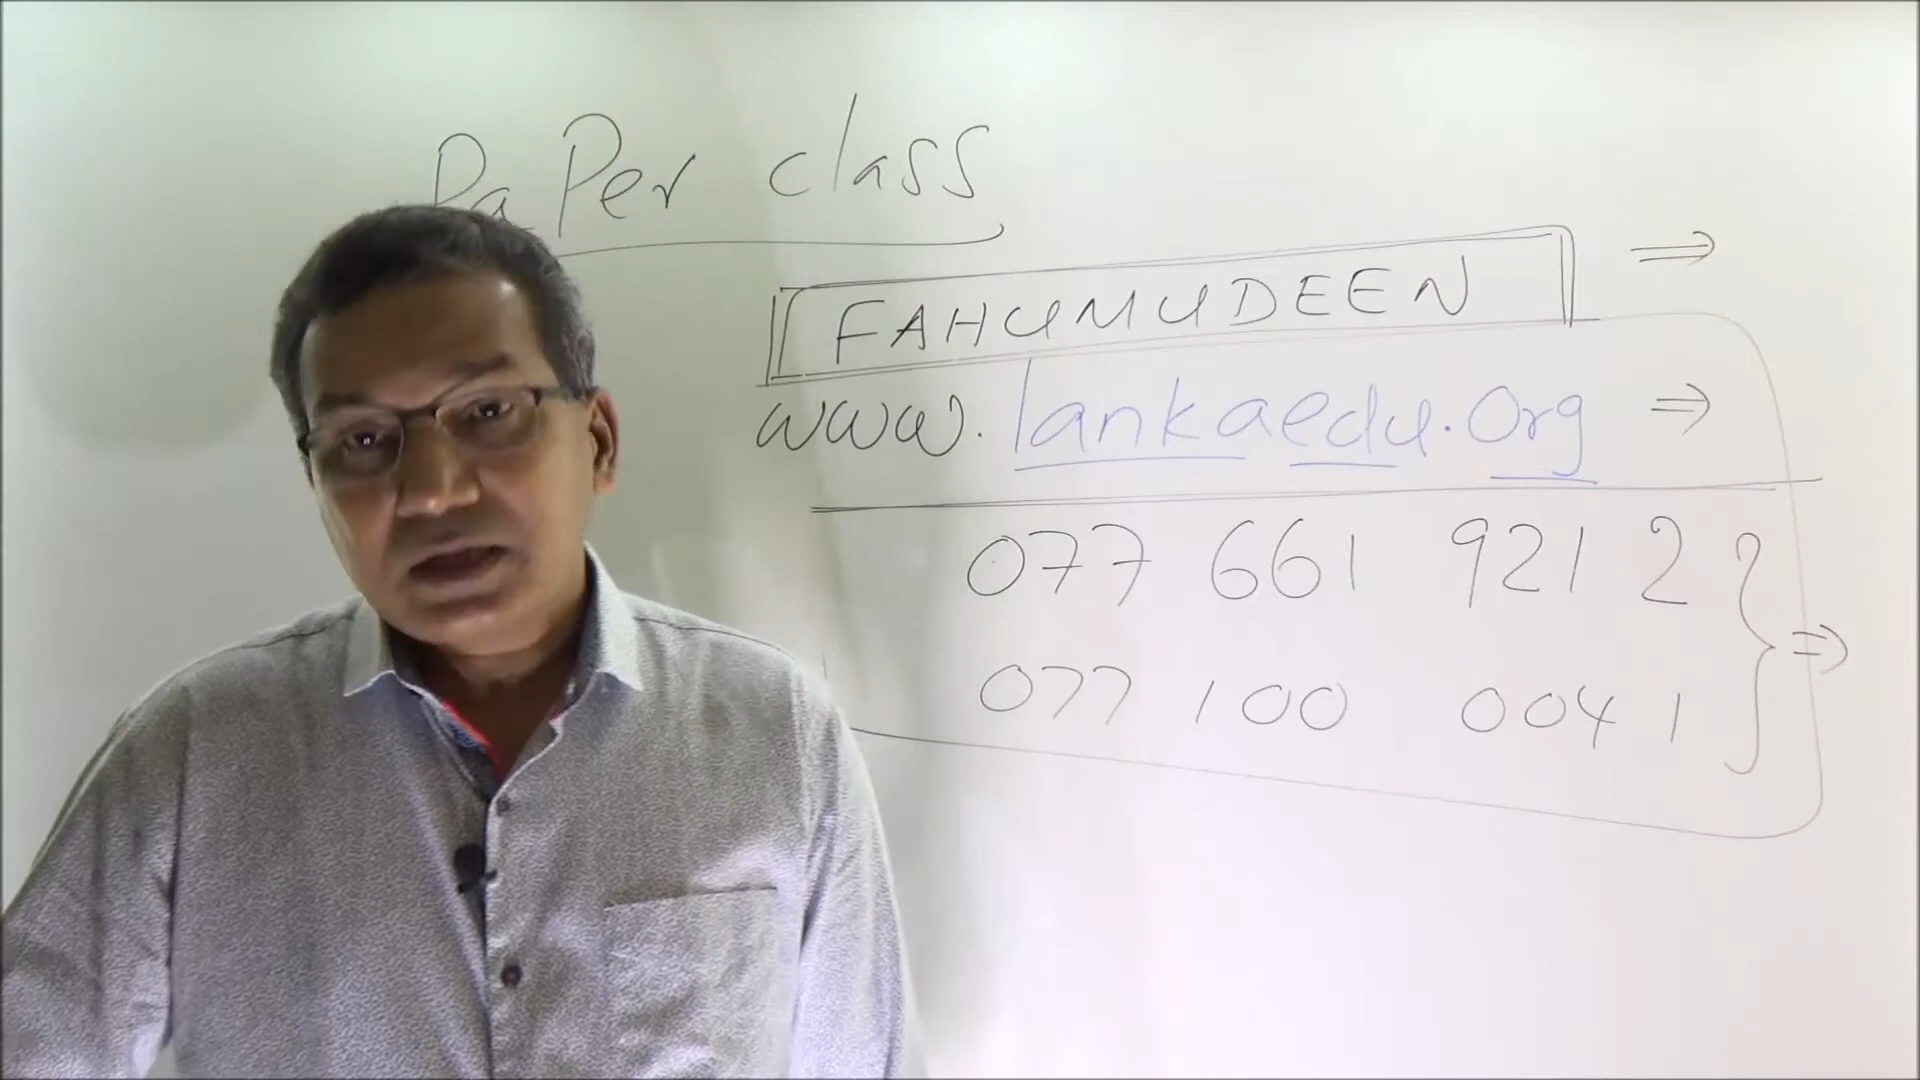 PaPer class
FAHUMUDEEN ⇒
www.lankaedu.org ⇒
077 661 921 2
077 100 0041 ⇒